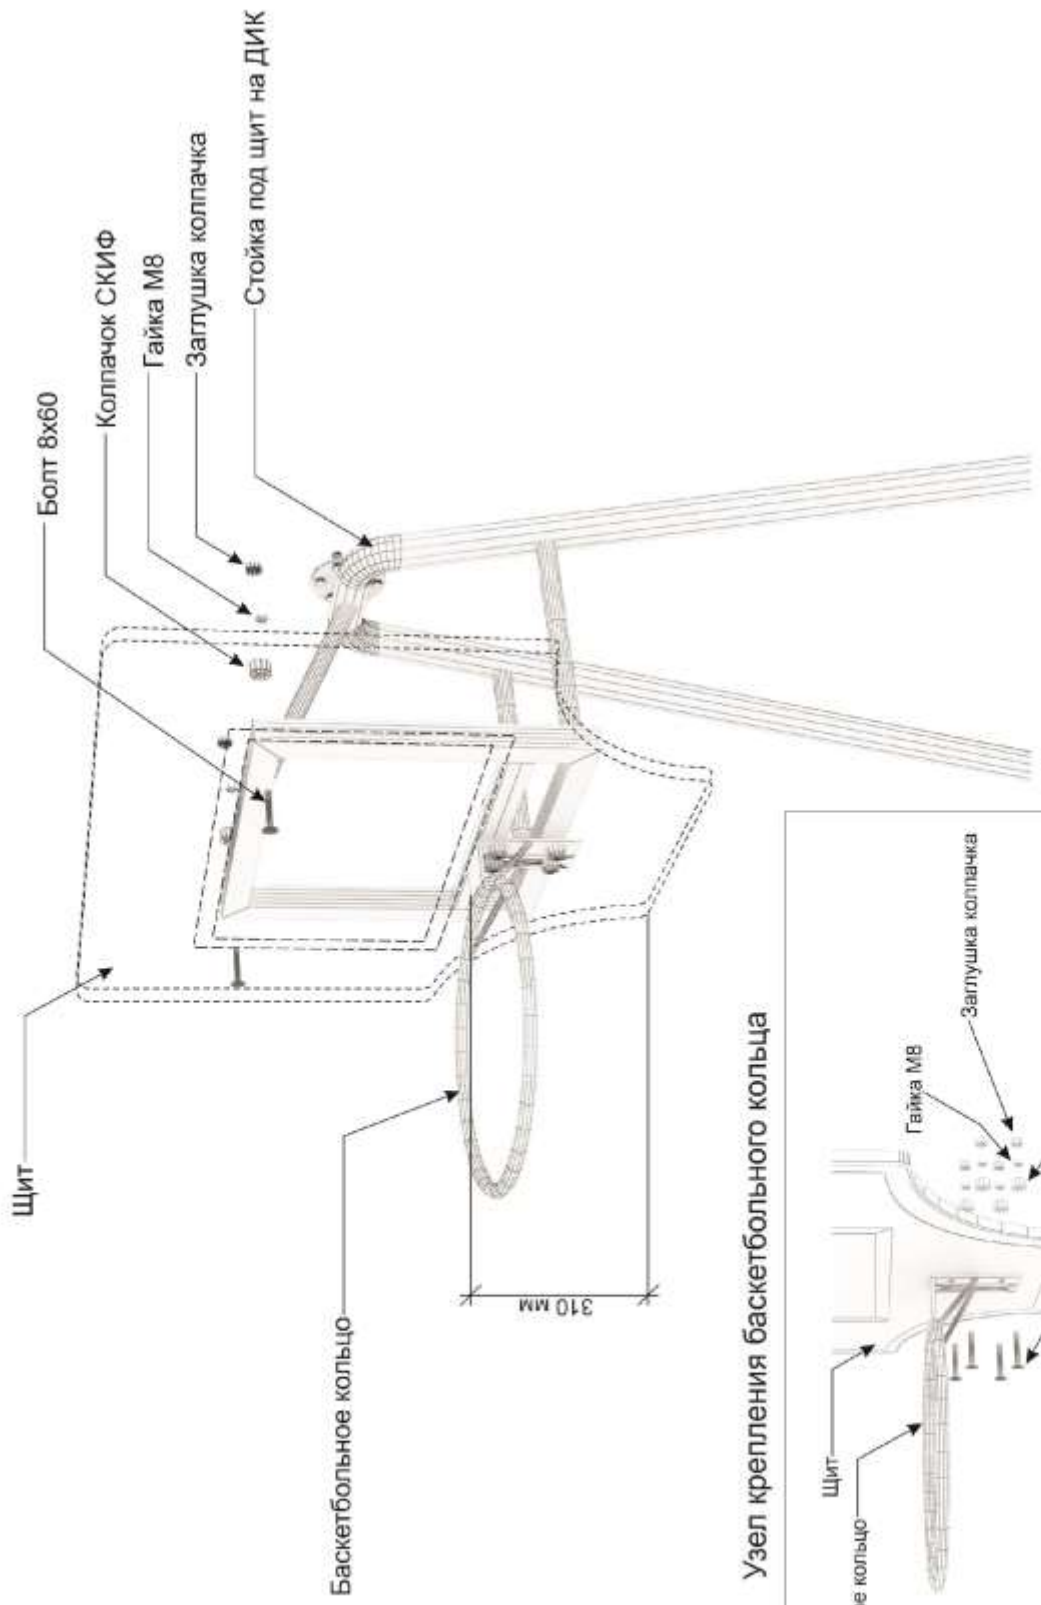 Щит
Болт 8х60
Колпачок СКИФ
Гайка М8
Заглушка колпачка
Стойка под щит на ДИК
Баскетбольное кольцо
310 мм
Узел крепления баскетбольного кольца
Щит
е кольцо
Гайка М8
Заглушка колпачка